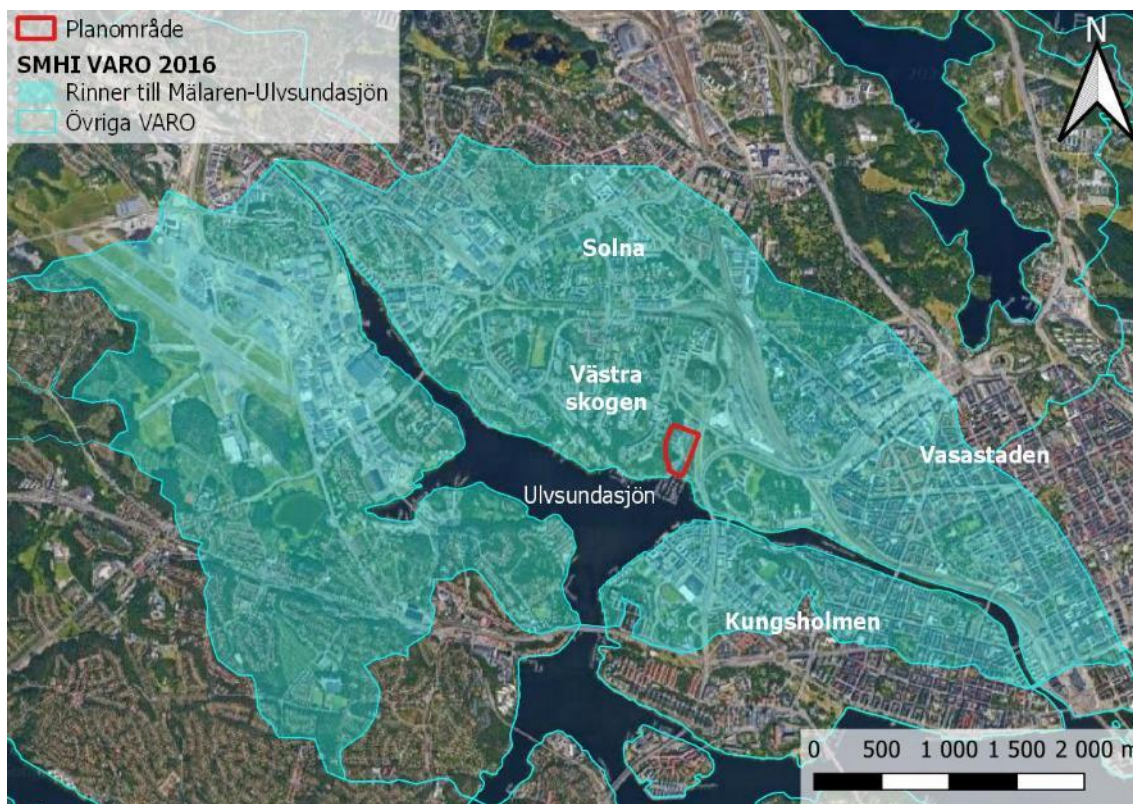 Planområde
SMHI VARO 2016
Rinner till Mälaren-Ulvsundasjön
Övriga VARO
N
Solna
Västra
skogen
Vasastaden
Ulvsundasjön
Kungsholmen
0 500 1 000 1 500 2 000 m